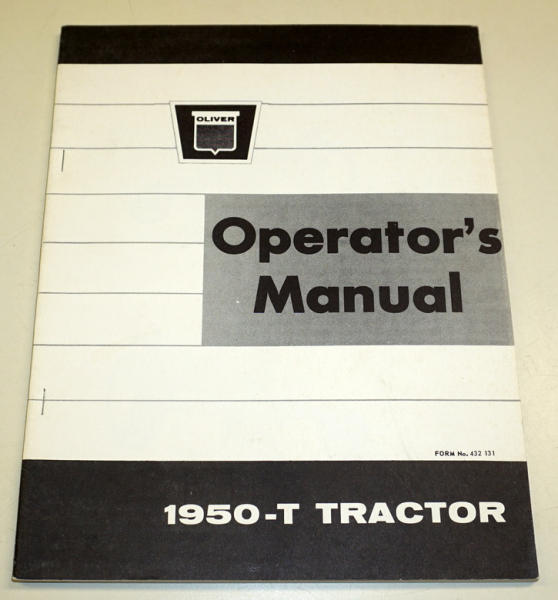 OLIVER
Operator's
Manual
FORM No. 432 131
1950-T TRACTOR